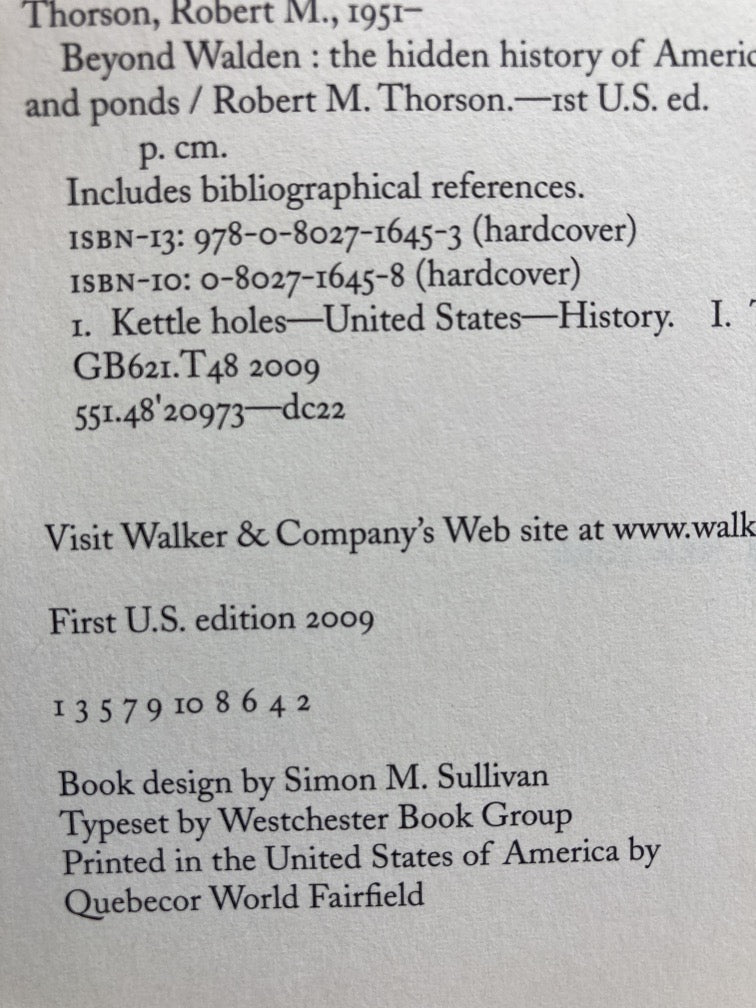 Thorson, Robert M., 1951–
Beyond Walden : the hidden history of Americ
and ponds / Robert M. Thorson.—1st U.S. ed.
p. cm.
Includes bibliographical references.
ISBN-13: 978-0-8027-1645-3 (hardcover)
ISBN-10: 0-8027-1645-8 (hardcover)
1. Kettle holes—United States—History. I.
GB621.T48 2009
551.48'20973—dc22
Visit Walker & Company's Web site at www.walk
First U.S. edition 2009
1 3 5 7 9 10 8 6 4 2
Book design by Simon M. Sullivan
Typeset by Westchester Book Group
Printed in the United States of America by
Quebecor World Fairfield